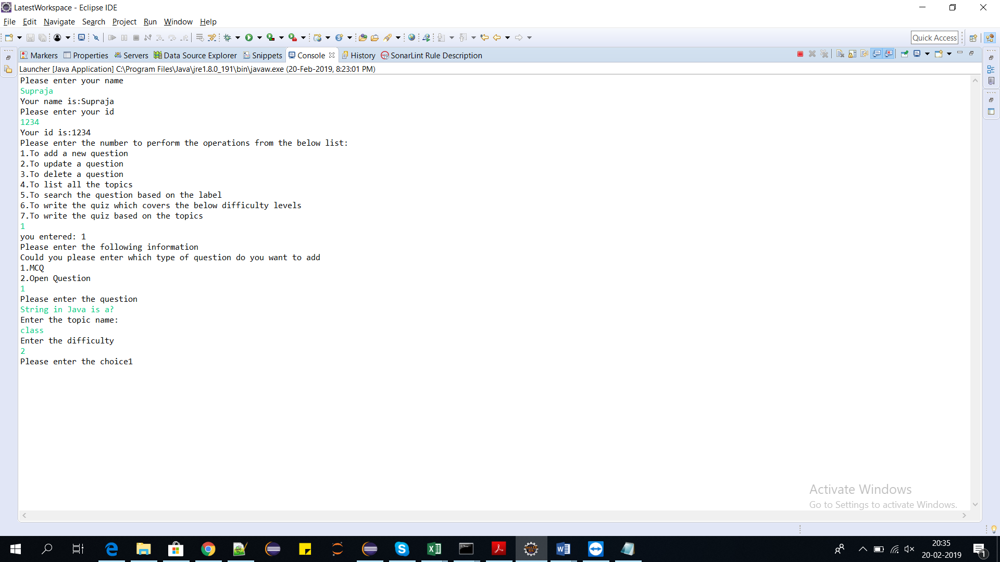 LatestWorkspace - Eclipse IDE
File Edit Navigate Search Project Run Window Help
Quick Access
Markers Properties Servers Data Source Explorer Snippets Console History SonarLint Rule Description
Launcher [Java Application] C:\Program Files\Java\jre1.8.0_191\bin\javaw.exe (20-Feb-2019, 8:23:01 PM)
Please enter your name
Supraja
Your name is:Supraja
Please enter your id
1234
Your id is:1234
Please enter the number to perform the operations from the below list:
1.To add a new question
2.To update a question
3.To delete a question
4.To list all the topics
5.To search the question based on the label
6.To write the quiz which covers the below difficulty levels
7.To write the quiz based on the topics
1
you entered: 1
Please enter the following information
Could you please enter which type of question do you want to add
1.MCQ
2.Open Question
1
Please enter the question
String in Java is a?
Enter the topic name:
class
Enter the difficulty
2
Please enter the choice1
Activate Windows
Go to Settings to activate Windows.
20:35
20-02-2019
1